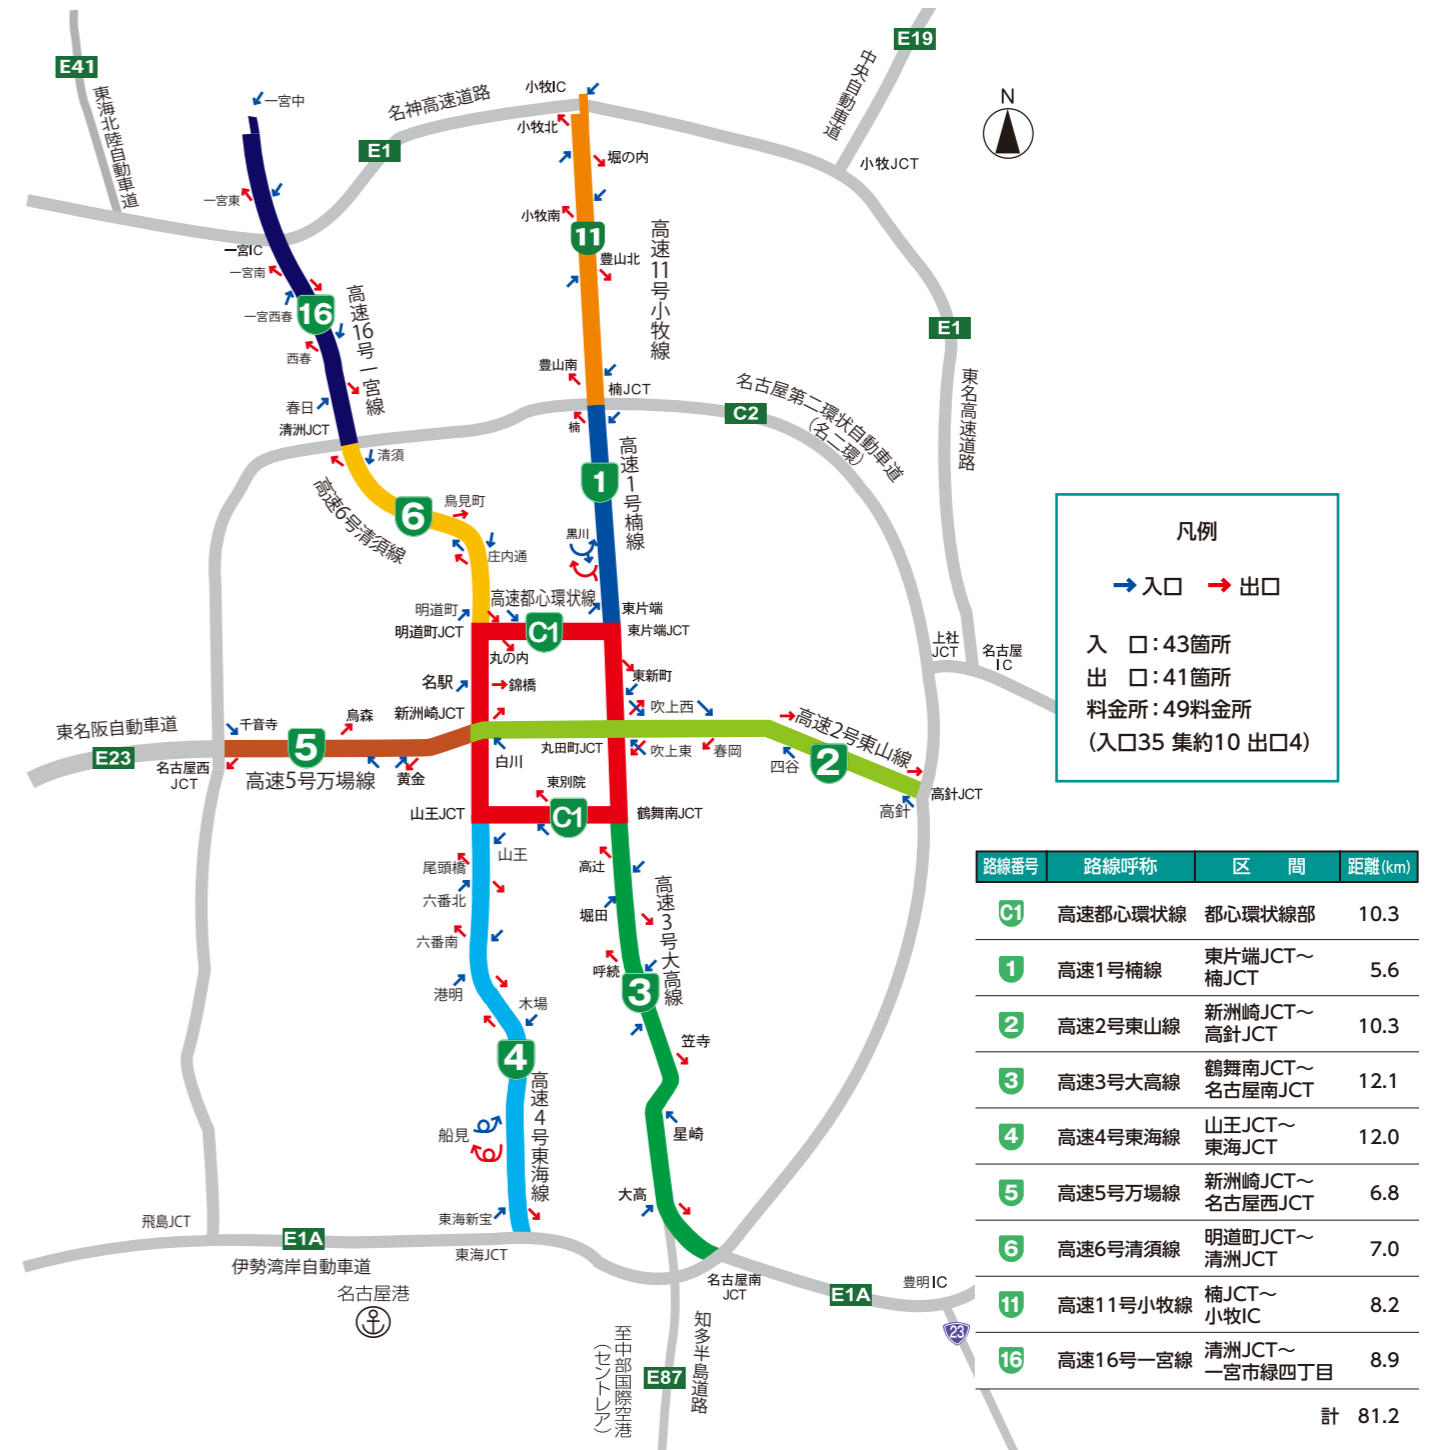 E41
東海北陸自動車道
一宮中
名神高速道路
E1
小牧IC
小牧北
堀の内
E19
中央自動車道
N
小牧JCT
一宮東
小牧南
11
豊山北
高速11号小牧線
一宮IC
一宮南
一宮西春
16
高速16号一宮線
西春
春日
清洲JCT
豊山南
楠JCT
楠
E1
東名高速道路
C2
名古屋第二環状自動車道
(名二環)
清須
高速6号清須線
6
鳥見町
庄内通
1
高速1号楠線
黒川
明道町
高速都心環状線
東片端
明道町JCT
C1
東片端JCT
丸の内
名駅
錦橋
東新町
新洲崎JCT
吹上西
上社
JCT
名古屋
IC
東名阪自動車道
E23
千音寺
烏森
5
名古屋西
JCT
高速5号万場線
黄金
白川
丸田町JCT
吹上東
春岡
高速2号東山線
四谷
2
高針
高針JCT
東別院
山王JCT
C1
鶴舞南JCT
山王
尾頭橋
六番北
六番南
港明
木場
4
高速4号東海線
船見
東海新宝
東海JCT
高辻
堀田
呼続
高速3号大高線
3
笠寺
星崎
大高
名古屋南
JCT
飛島JCT
E1A
伊勢湾岸自動車道
名古屋港
E1A
豊明IC
23
E87
知多半島道路
至中部国際空港
(セントレア)
凡例
入口 出口
入 口:43箇所
出 口:41箇所
料金所:49料金所
(入口35 集約10 出口4)
路線番号 路線呼称 区 間 距離(km)
C1 高速都心環状線 都心環状線部 10.3
1 高速1号楠線 東片端JCT～
楠JCT 5.6
2 高速2号東山線 新洲崎JCT～
高針JCT 10.3
3 高速3号大高線 鶴舞南JCT～
名古屋南JCT 12.1
4 高速4号東海線 山王JCT～
東海JCT 12.0
5 高速5号万場線 新洲崎JCT～
名古屋西JCT 6.8
6 高速6号清須線 明道町JCT～
清洲JCT 7.0
11 高速11号小牧線 楠JCT～
小牧IC 8.2
16 高速16号一宮線 清洲JCT～
一宮市緑四丁目 8.9
計 81.2